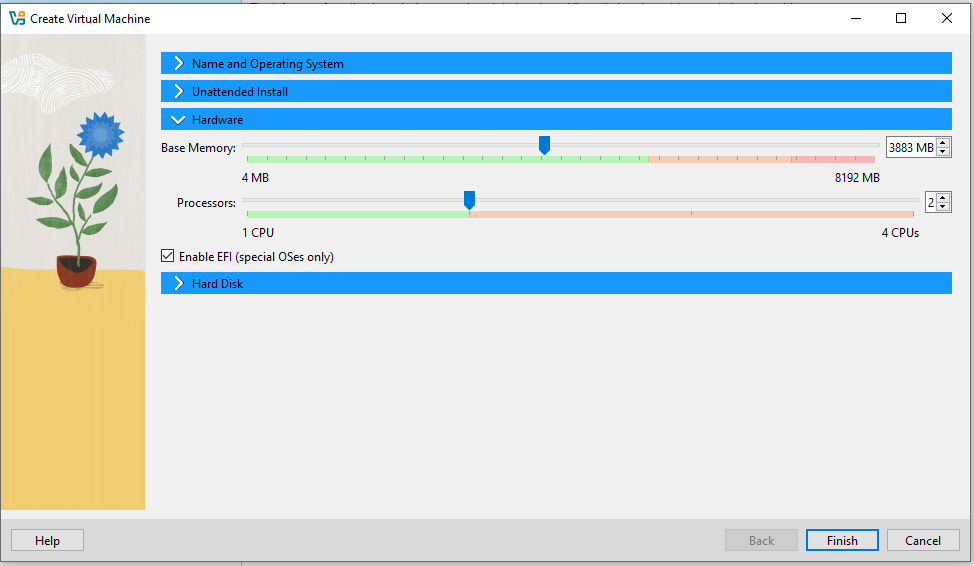 Create Virtual Machine
Name and Operating System
Unattended Install
Hardware
Base Memory: 3883 MB
4 MB 8192 MB
Processors: 2
1 CPU 4 CPUs
Enable EFI (special OSes only)
Hard Disk
Help Back Finish Cancel